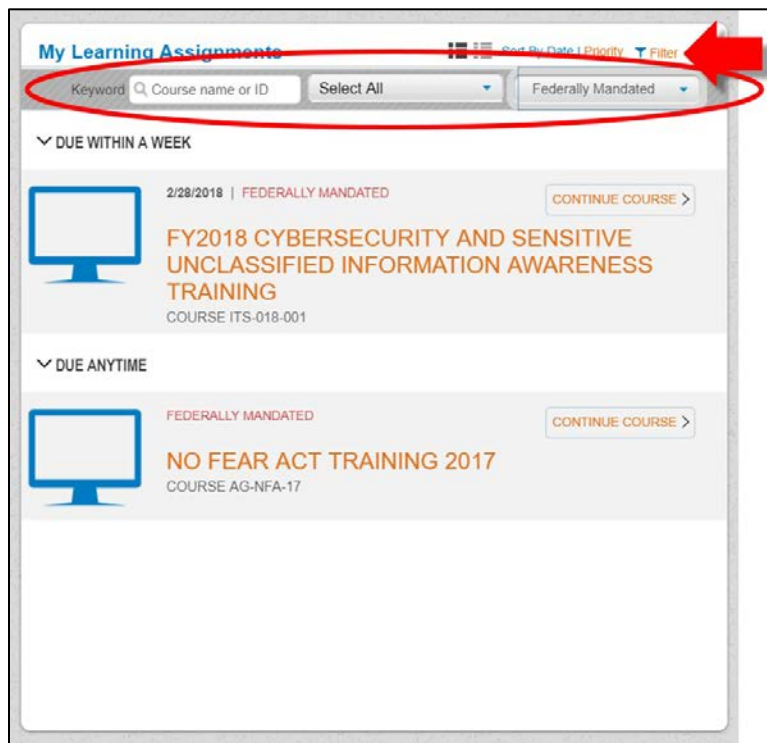 My Learning Assignments Sort By Date | Priority Filter
Keyword Course name or ID Select All Federally Mandated
DUE WITHIN A WEEK
2/28/2018 | FEDERALLY MANDATED CONTINUE COURSE >
FY2018 CYBERSECURITY AND SENSITIVE
UNCLASSIFIED INFORMATION AWARENESS
TRAINING
COURSE ITS-018-001
DUE ANYTIME
FEDERALLY MANDATED CONTINUE COURSE >
NO FEAR ACT TRAINING 2017
COURSE AG-NFA-17